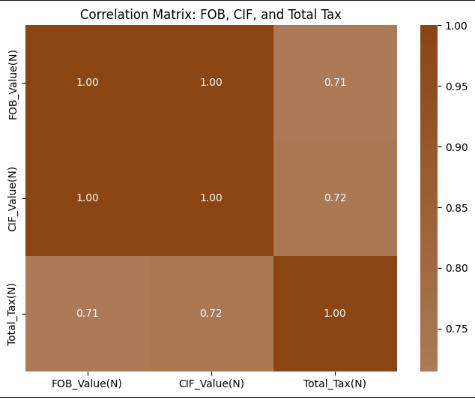 Correlation Matrix: FOB, CIF, and Total Tax
FOB_Value(N)
1.00 1.00 0.71
CIF_Value(N)
1.00 1.00 0.72
Total_Tax(N)
0.71 0.72 1.00
FOB_Value(N) CIF_Value(N) Total_Tax(N)
1.00
0.95
0.90
0.85
0.80
0.75